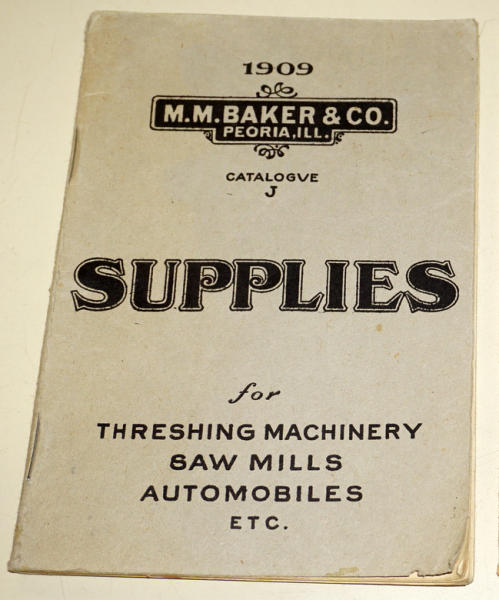 1909
M.M. BAKER & CO.
PEORIA, ILL.
CATALOGVE
J
SUPPLIES
for
THRESHING MACHINERY
SAW MILLS
AUTOMOBILES
ETC.